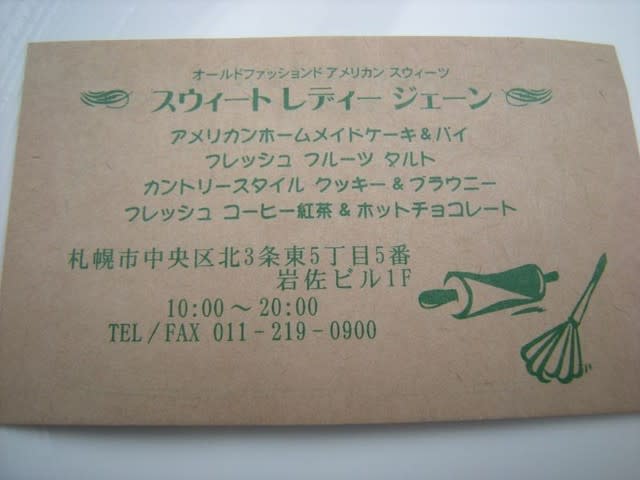 オールドファッションド アメリカン スウィーツ
スウィート レディー ジェーン
アメリカンホームメイドケーキ&パイ
フレッシュ フルーツ タルト
カントリースタイル クッキー&ブラウニー
フレッシュ コーヒー紅茶&ホットチョコレート
札幌市中央区北3条東5丁目5番
岩佐ビル1F
10:00～20:00
TEL/FAX 011-219-0900